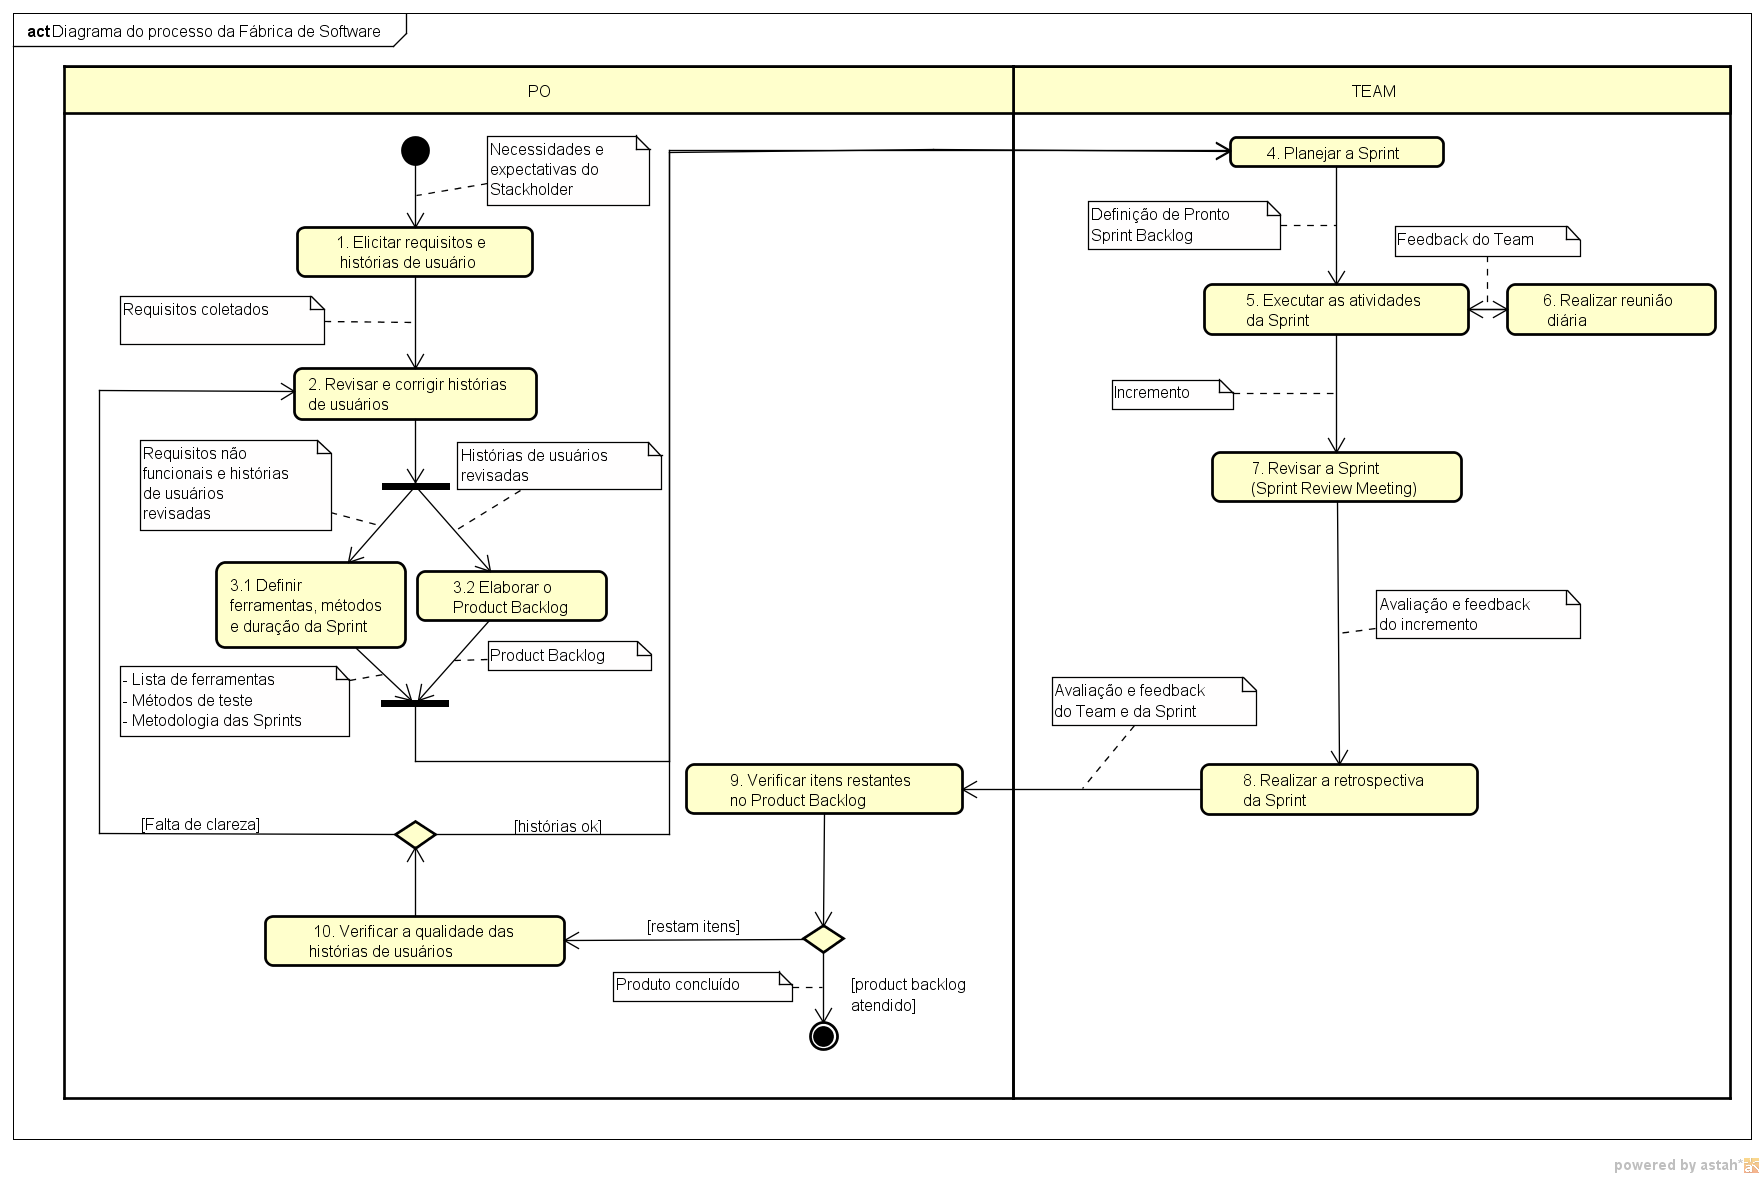 act Diagrama do processo da Fábrica de Software
PO
TEAM
Necessidades e
expectativas do
Stackholder
1. Elicitar requisitos e
histórias de usuário
Requisitos coletados
2. Revisar e corrigir histórias
de usuários
Requisitos não
funcionais e histórias
de usuários
revisadas
Histórias de usuários
revisadas
3.1 Definir
ferramentas, métodos
e duração da Sprint
3.2 Elaborar o
Product Backlog
- Lista de ferramentas
- Métodos de teste
- Metodologia das Sprints
Product Backlog
4. Planejar a Sprint
Definição de Pronto
Sprint Backlog
Feedback do Team
5. Executar as atividades
da Sprint
6. Realizar reunião
diária
Incremento
7. Revisar a Sprint
(Sprint Review Meeting)
Avaliação e feedback
do incremento
Avaliação e feedback
do Team e da Sprint
8. Realizar a retrospectiva
da Sprint
9. Verificar itens restantes
no Product Backlog
[Falta de clareza]
[histórias ok]
10. Verificar a qualidade das
histórias de usuários
[restam itens]
Produto concluído
[product backlog
atendido]
powered by astah*